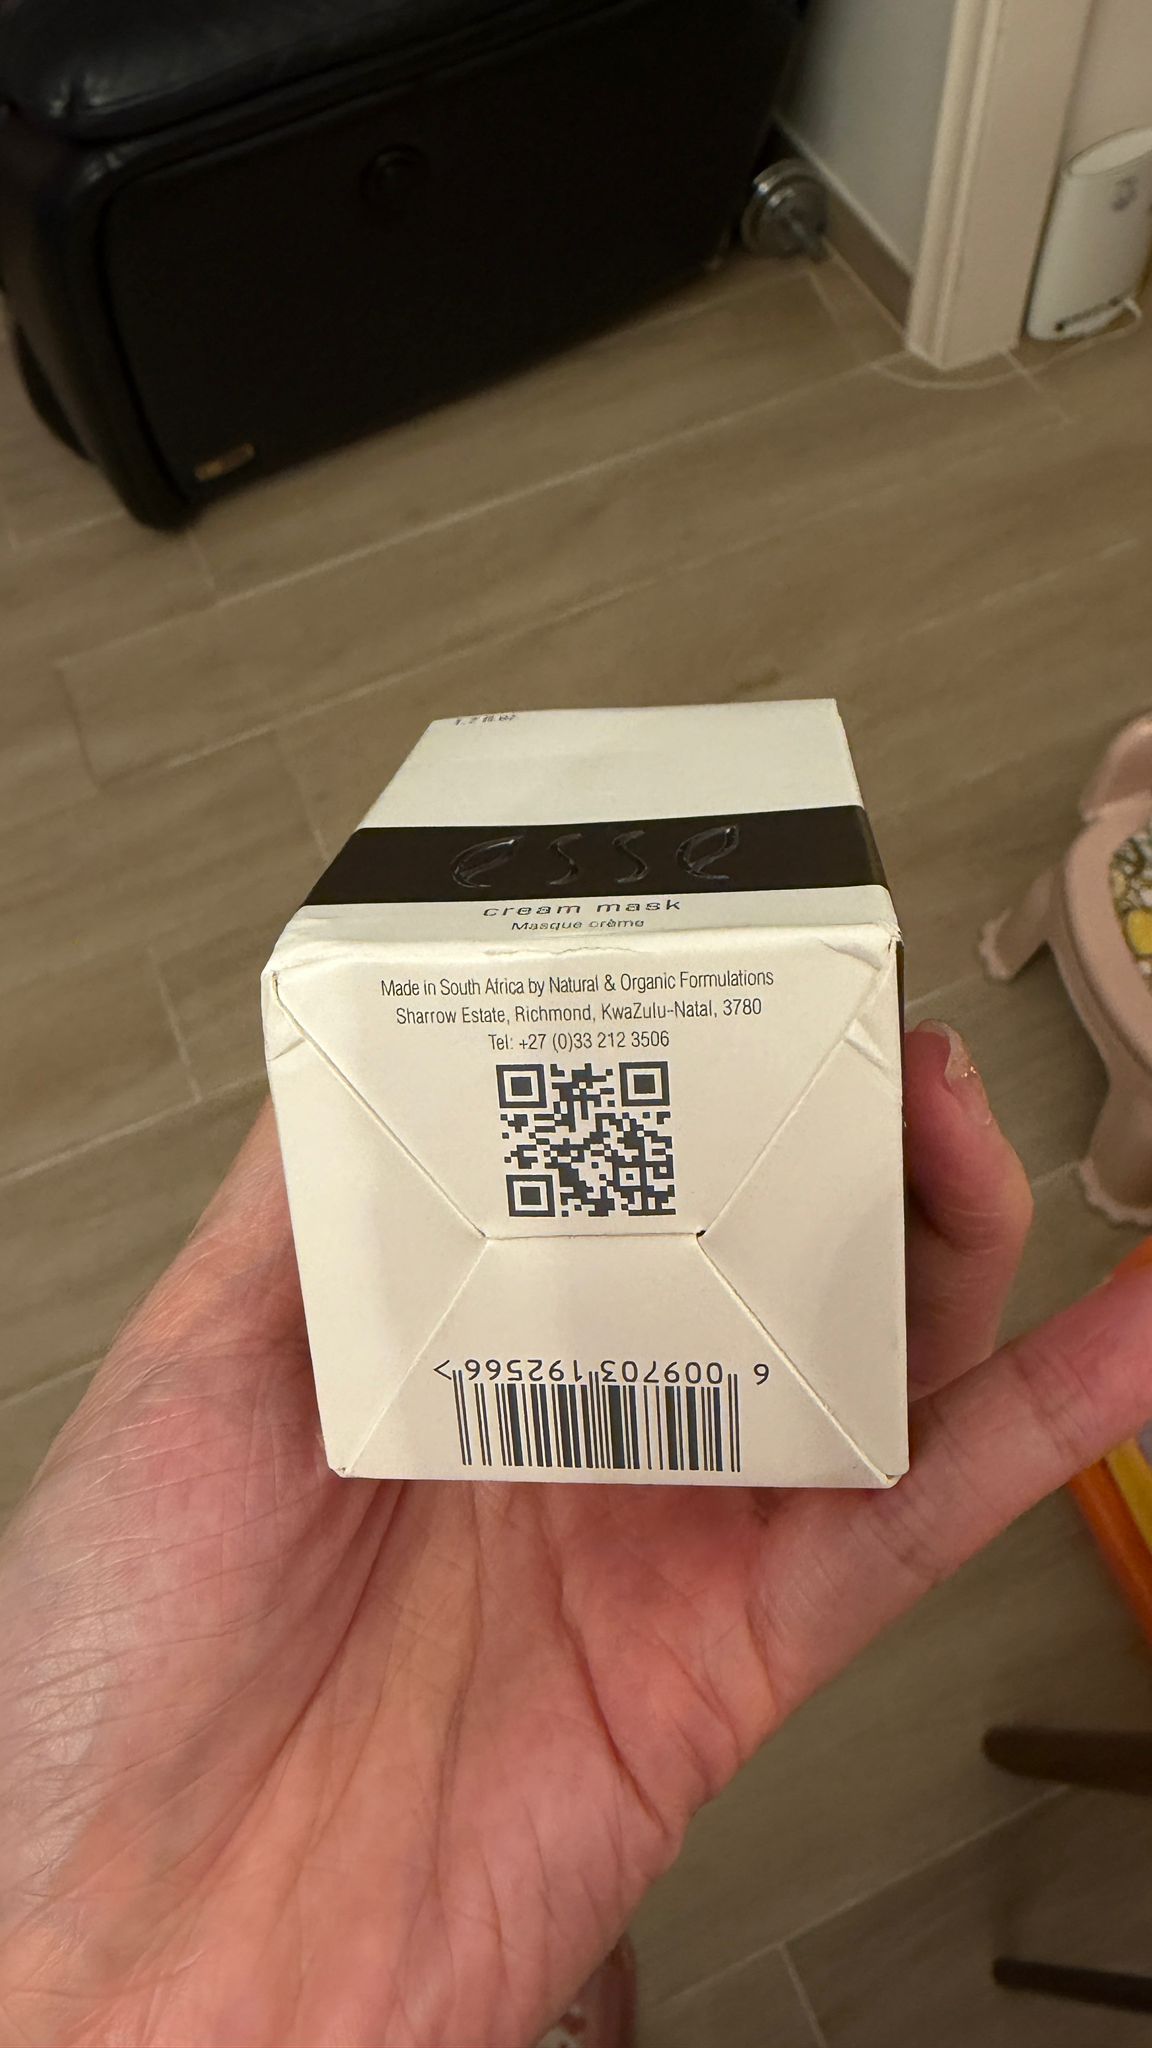 esse
cream mask
Masque crème
Made in South Africa by Natural & Organic Formulations
Sharrow Estate, Richmond, KwaZulu-Natal, 3780
Tel: +27 (0)33 212 3506
6 009703 192566 >